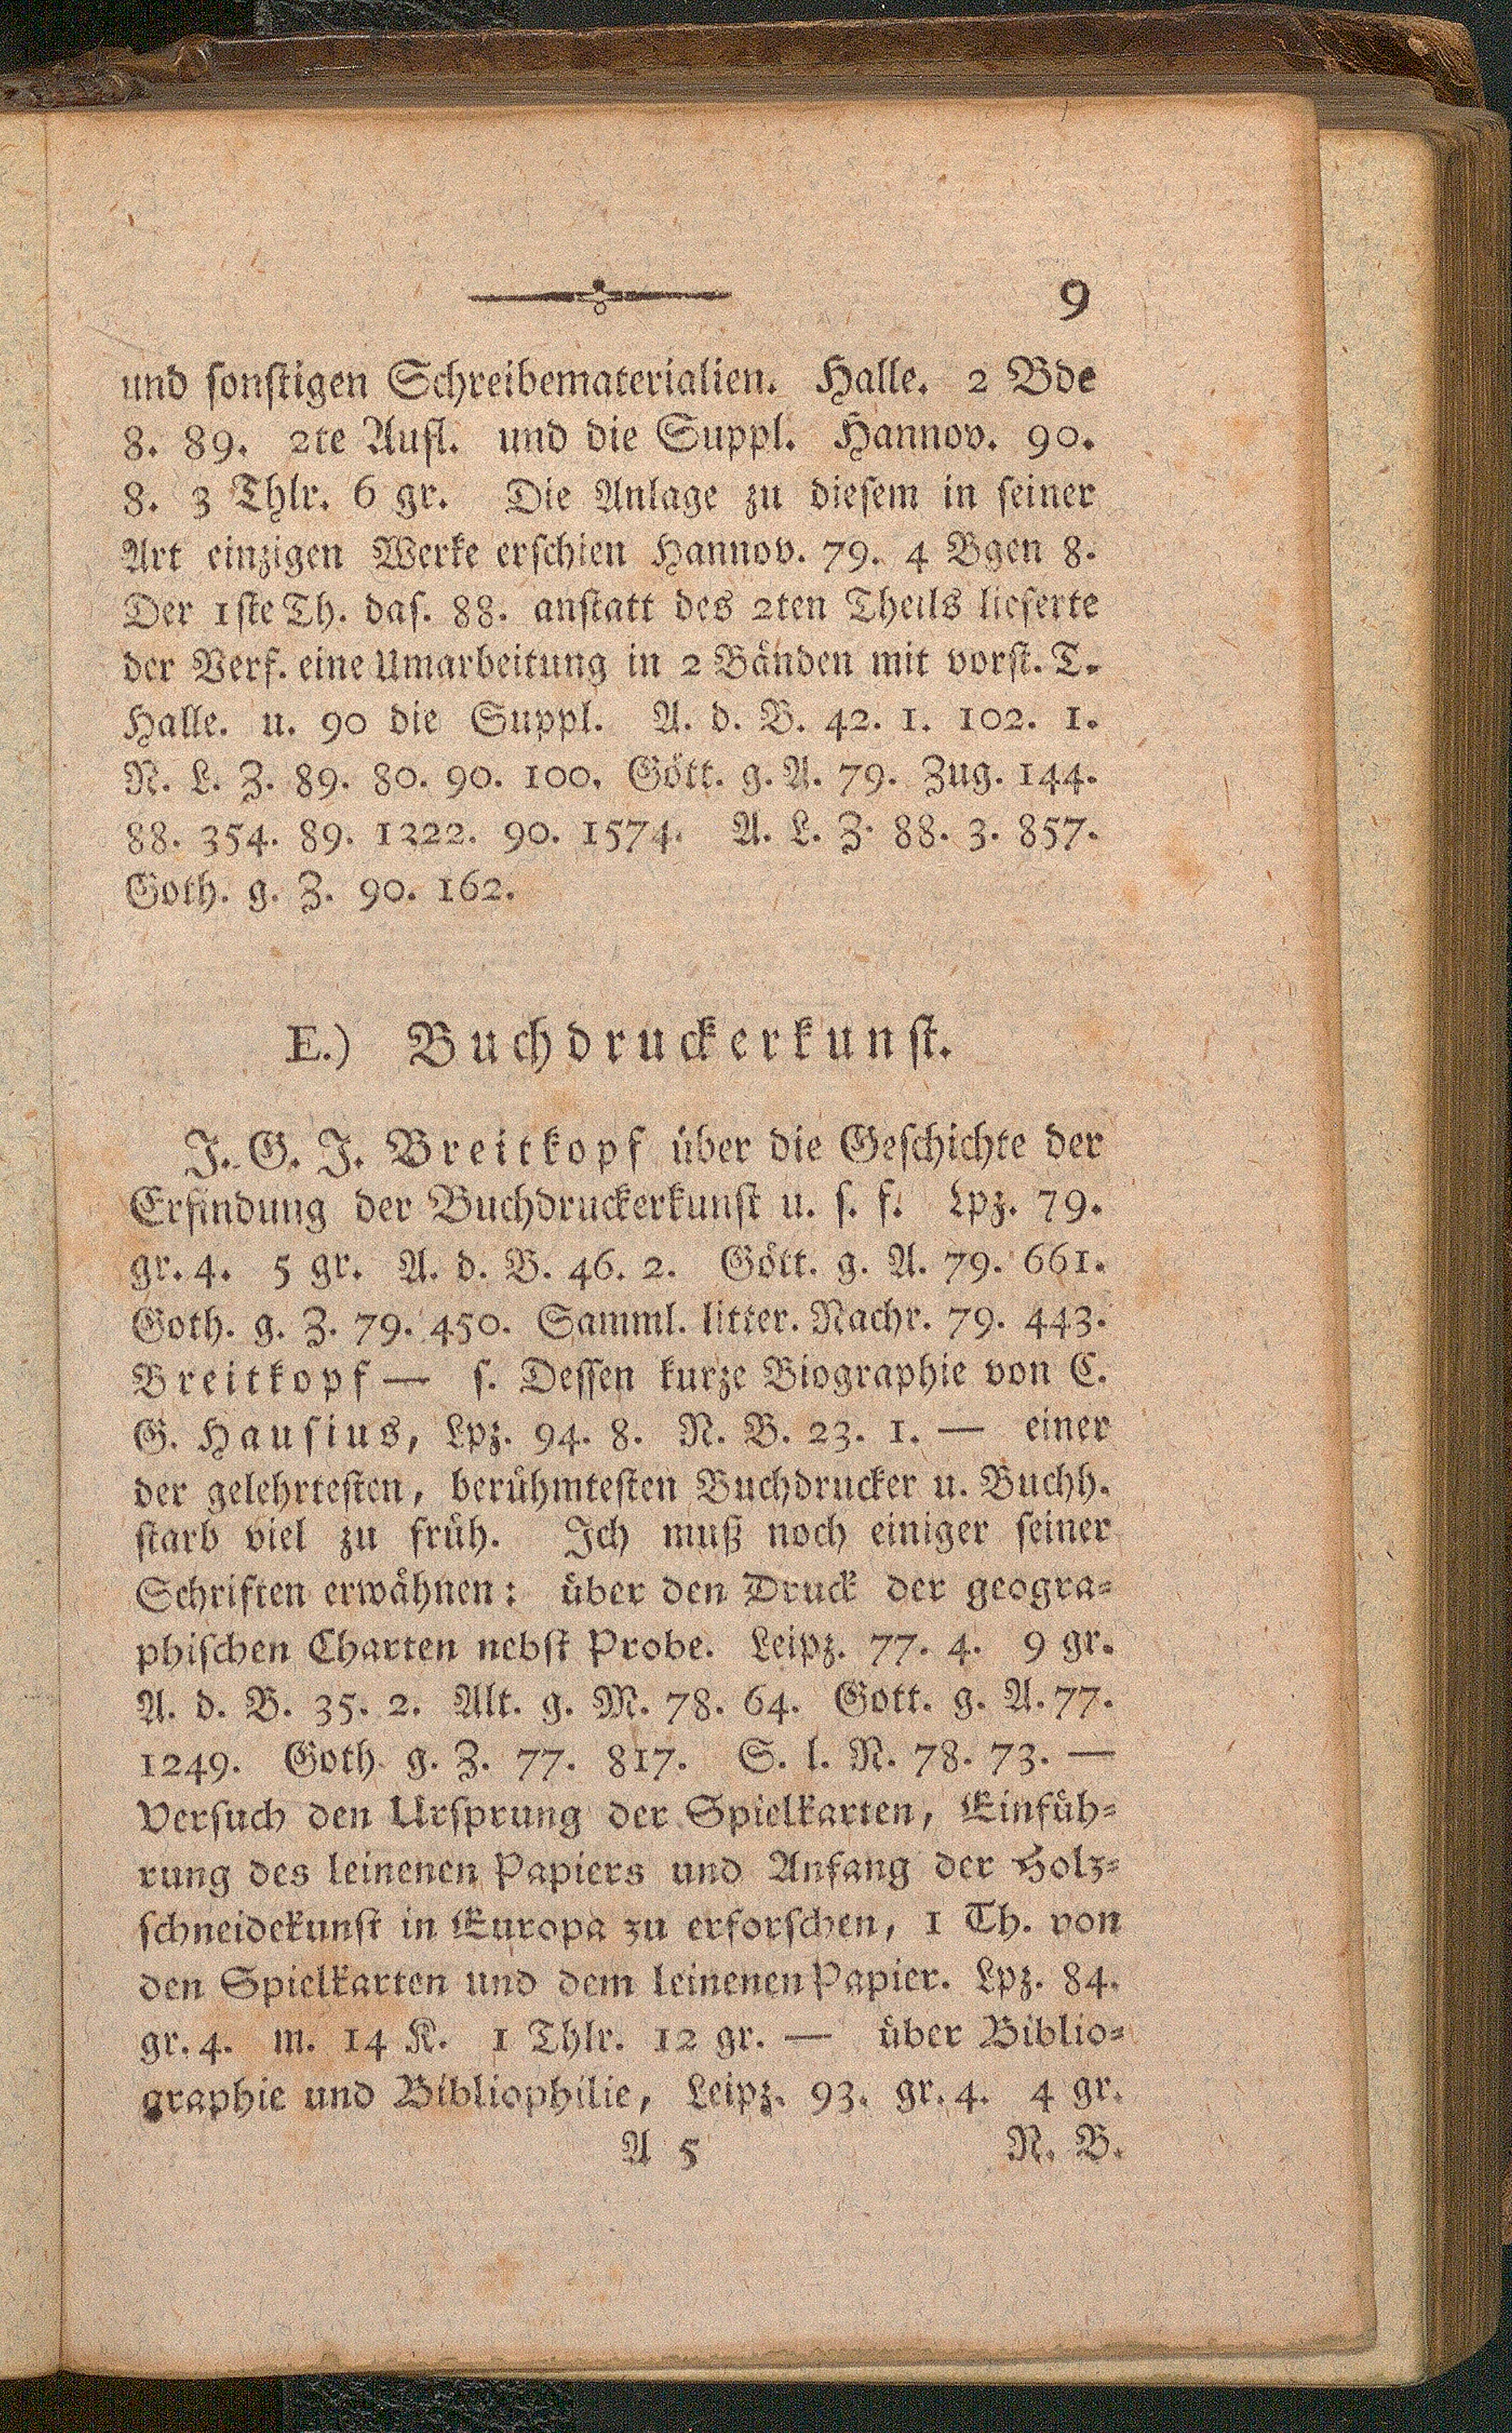 9
und sonstigen Schreibematerialien. Halle. 2 Bde
8. 89. 2te Aufl. und die Suppl. Hannov. 90.
8. 3 Thlr. 6 gr. Die Anlage zu diesem in seiner
Art einzigen Werke erschien Hannov. 79. 4 Bgen 8.
Der 1ste Th. das. 88. anstatt des 2ten Theils lieferte
der Verf. eine Umarbeitung in 2 Bänden mit vorst. T.
Halle. u. 90 die Suppl. A. d. B. 42. 1. 102. 1.
N. L. Z. 89. 80. 90. 100. Gött. g. A. 79. Zug. 144.
88. 354. 89. 1222. 90. 1574. A. L. Z. 88. 3. 857.
Goth. g. Z. 90. 162.
E.) Buchdruckerkunst.
J. G. J. Breitkopf über die Geschichte der
Erfindung der Buchdruckerkunst u. s. f. Lpz. 79.
gr. 4. 5 gr. A. d. B. 46. 2. Gött. g. A. 79. 661.
Goth. g. Z. 79. 450. Samml. litter. Nachr. 79. 443.
Breitkopf — s. Dessen kurze Biographie von C.
G. Hausius, Lpz. 94. 8. N. B. 23. 1. — einer
der gelehrtesten, berühmtesten Buchdrucker u. Buchh.
starb viel zu früh. Ich muß noch einiger seiner
Schriften erwähnen: über den Druck der geogra=
phischen Charten nebst Probe. Leipz. 77. 4. 9 gr.
A. d. B. 35. 2. Alt. g. M. 78. 64. Gott. g. A. 77.
1249. Goth. g. Z. 77. 817. S. l. N. 78. 73. —
Versuch den Ursprung der Spielkarten, Einfüh=
rung des leinenen Papiers und Anfang der Holz=
schneidekunst in Europa zu erforschen, 1 Th. von
den Spielkarten und dem leinenen Papier. Lpz. 84.
gr. 4. m. 14 K. 1 Thlr. 12 gr. — über Biblio=
graphie und Bibliophilie, Leipz. 93. gr. 4. 4 gr.
A 5 N. B.